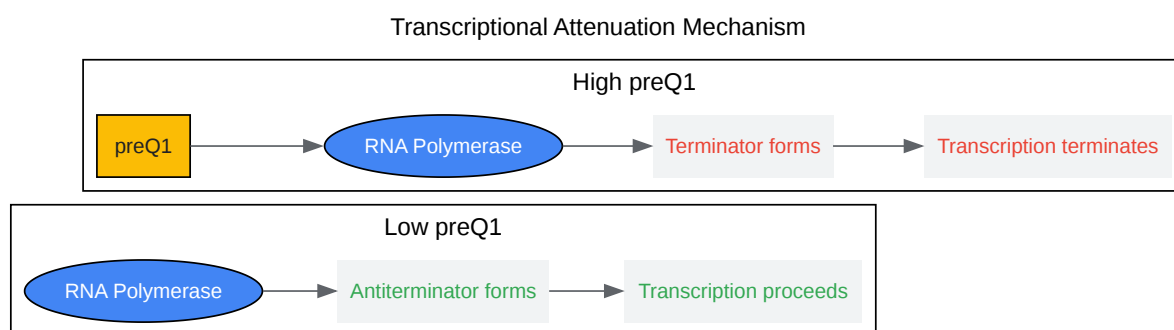 Transcriptional Attenuation Mechanism
High preQ1
preQ1
RNA Polymerase
Terminator forms
Transcription terminates
Low preQ1
RNA Polymerase
Antiterminator forms
Transcription proceeds